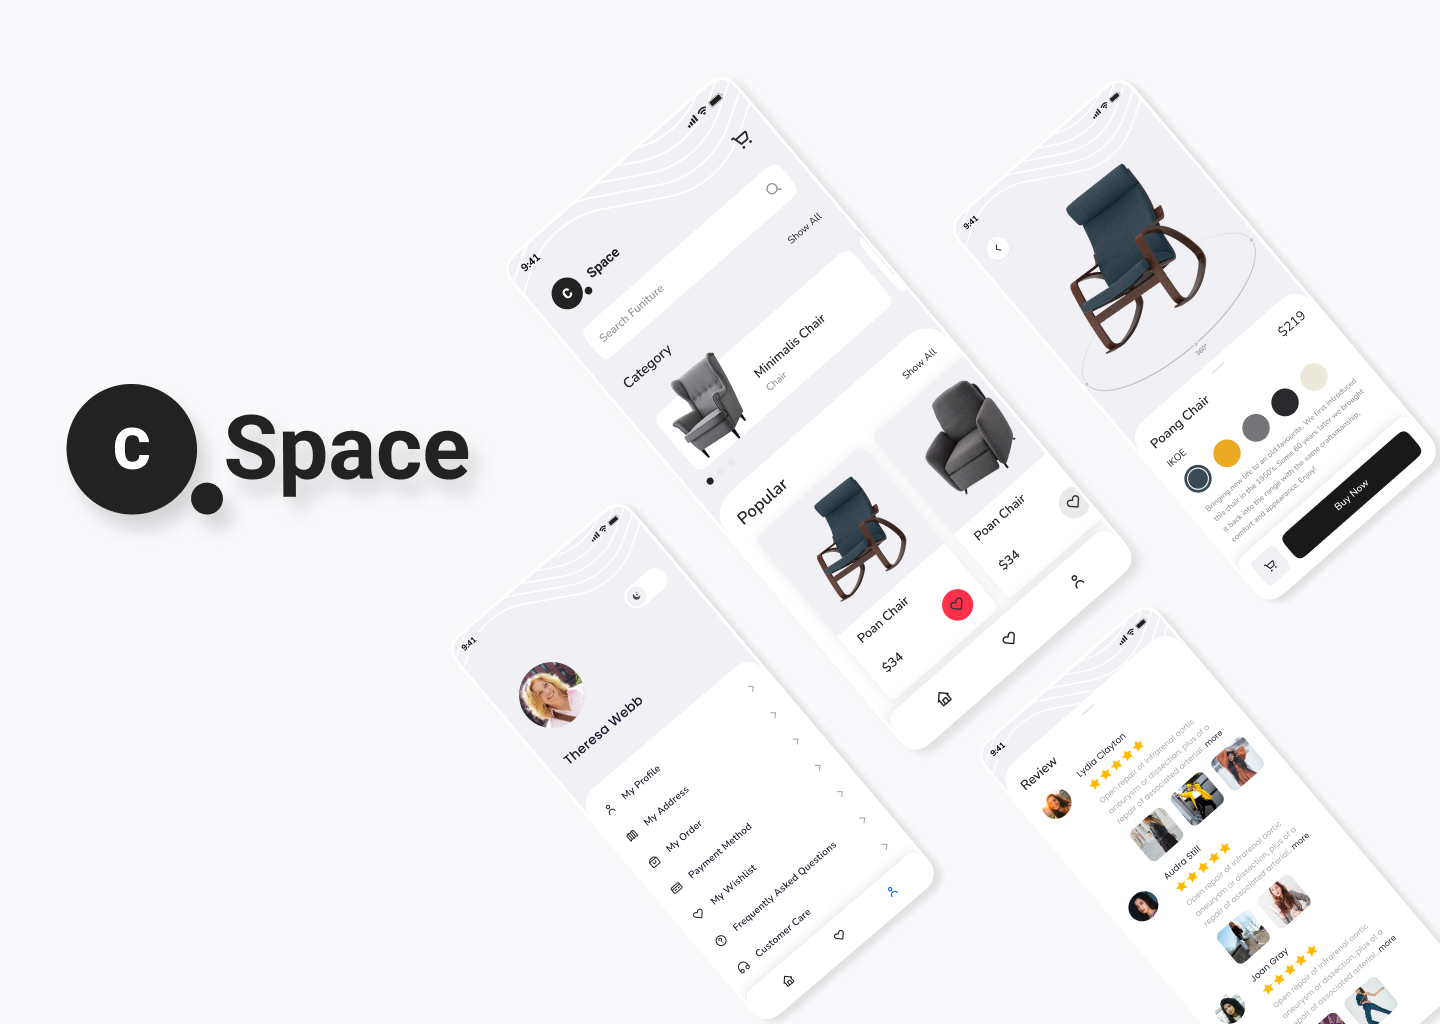 C
Space
9:41
C
Space
Search Funiture
Category
Show All
Minimalis Chair
Chair
Popular
Show All
Poan Chair
$34
Poan Chair
$34
9:41
360°
Poang Chair
$219
IKOE
Bringing new life to an old favourite. We first introduced
this chair in the 1950's. Some 60 years later we brought
it back into the range with the same craftsmanship,
comfort and appearance. Enjoy!
Buy Now
9:41
Theresa Webb
My Profile
My Address
My Order
Payment Method
My Wishlist
Frequently Asked Questions
Customer Care
9:41
Review
Lydia Clayton
Open repair of infrarenal aortic
aneurysm or dissection, plus of a
repair of associated arterial...more
Audra Still
Open repair of infrarenal aortic
aneurysm or dissection, plus of a
repair of associated arterial...more
Joan Gray
Open repair of infrarenal aortic
aneurysm or dissection, plus of a
epair of associated arterial...more